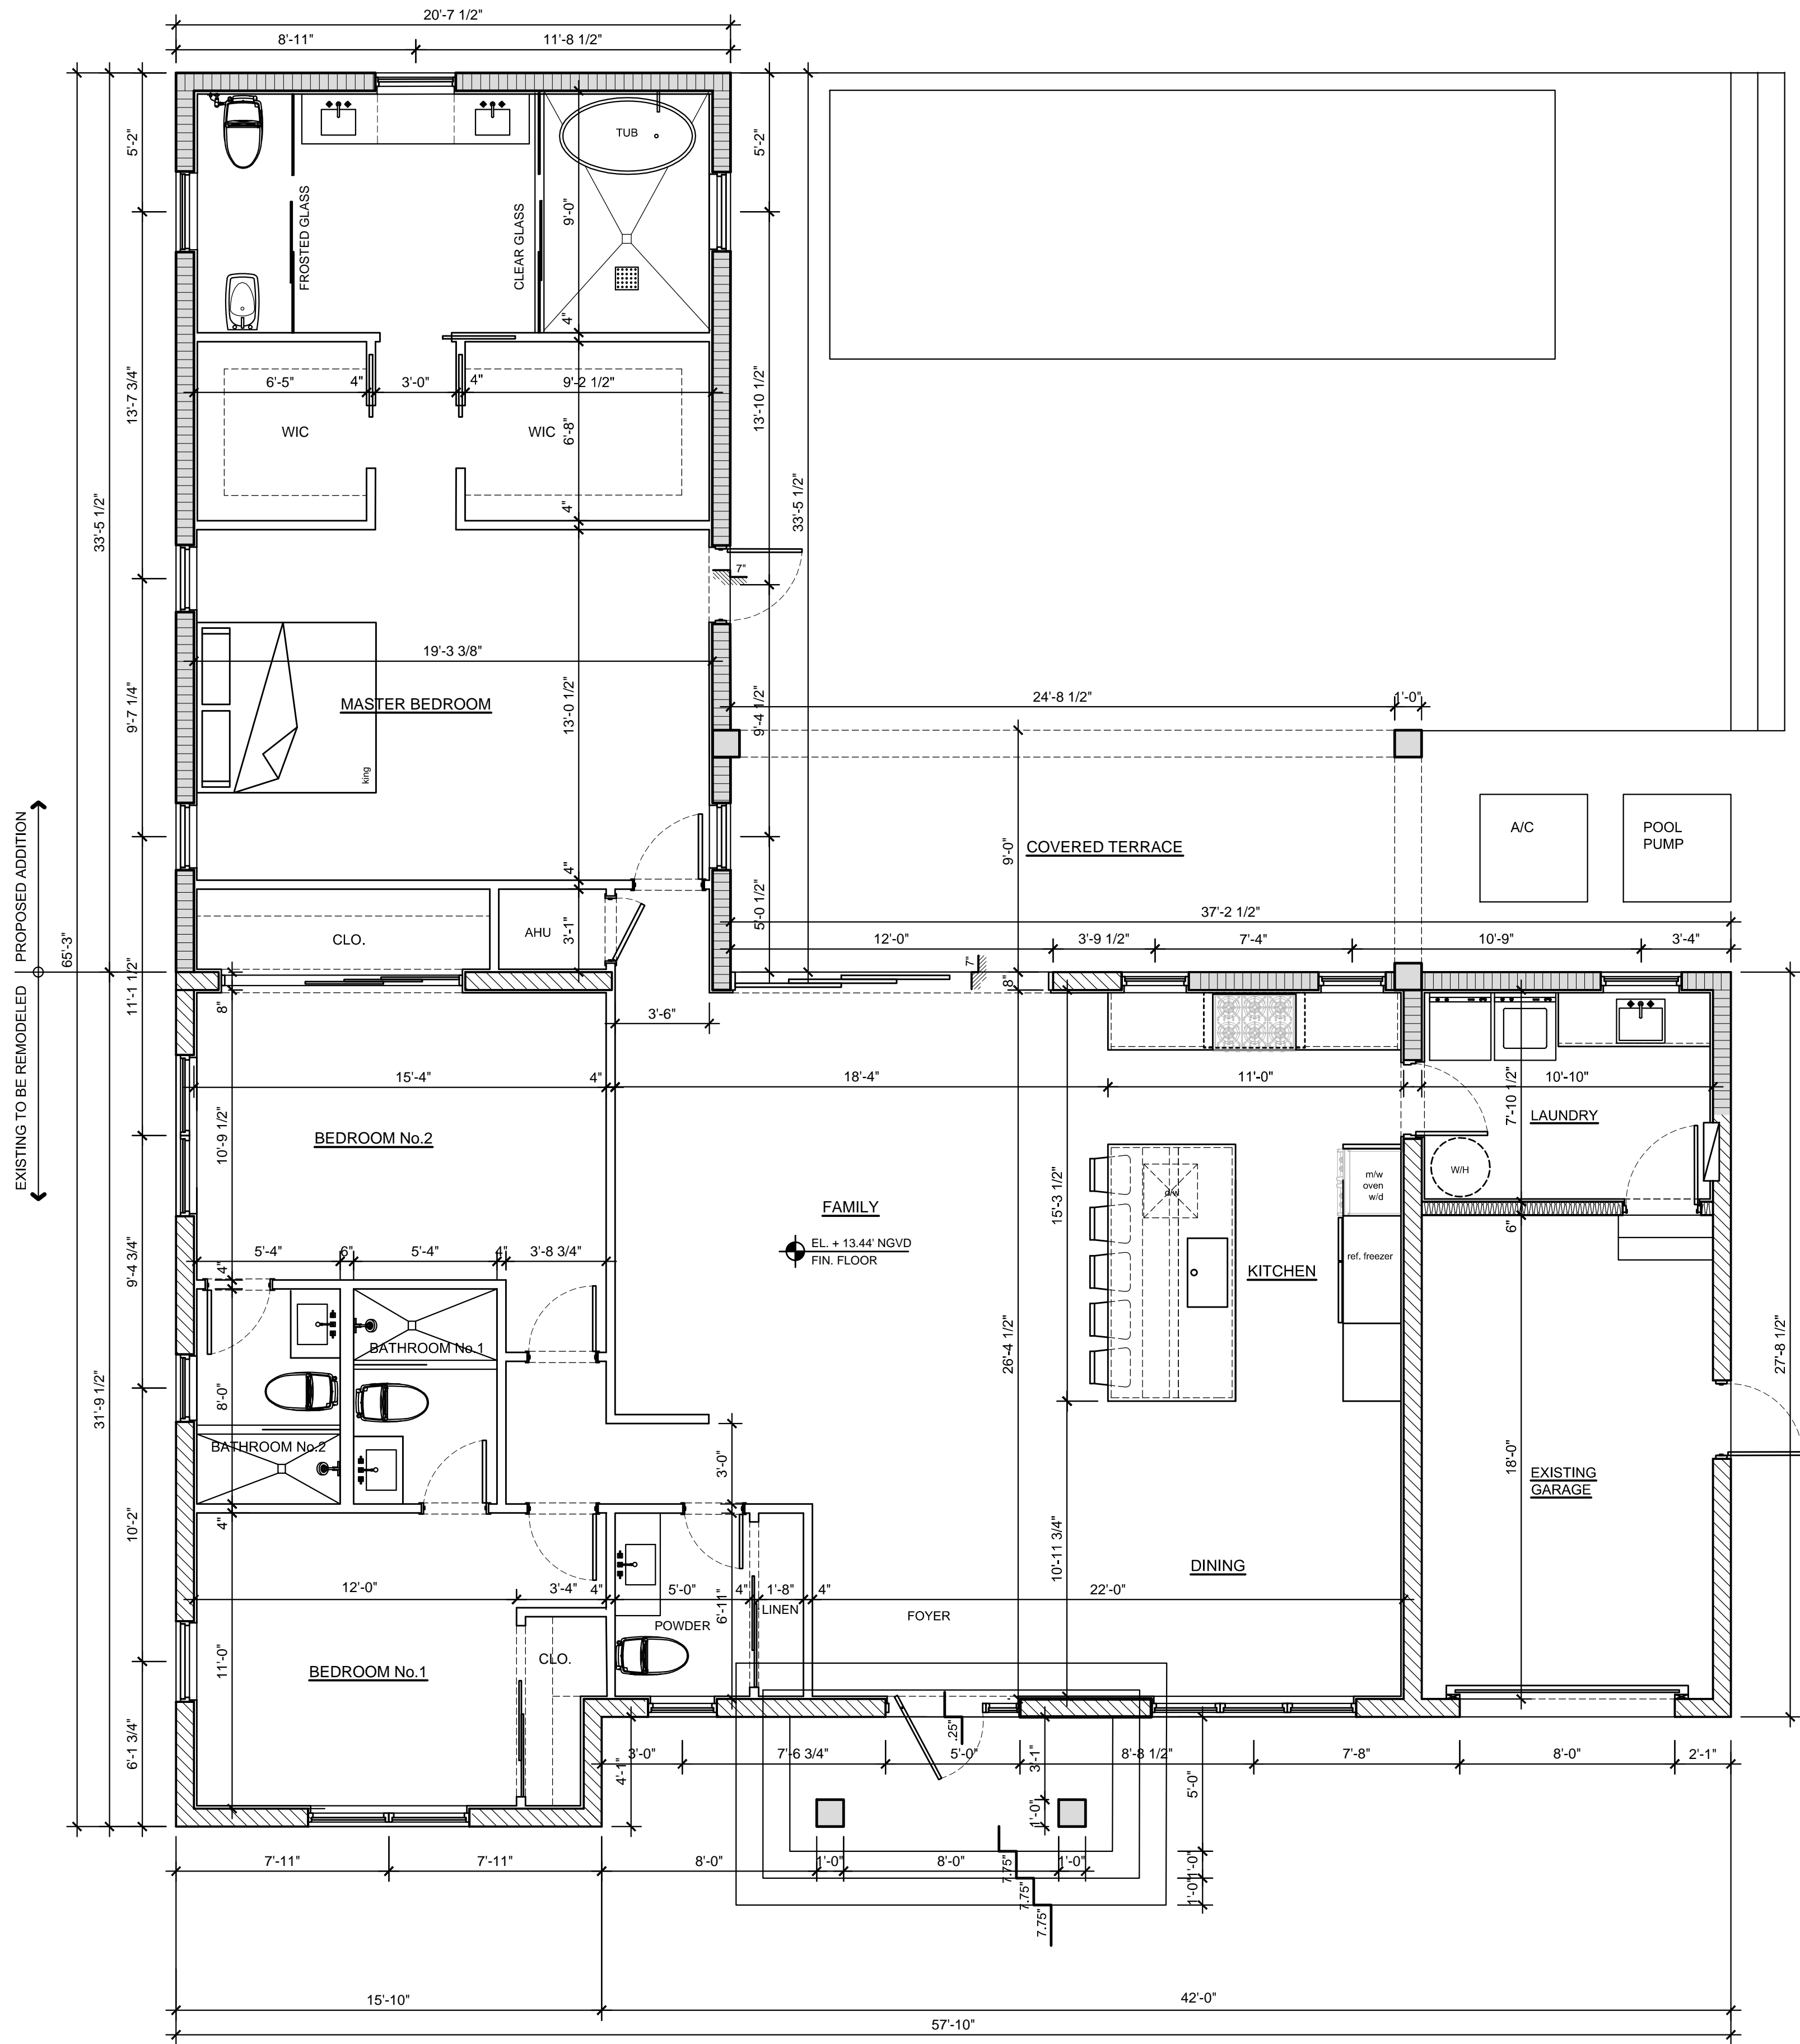 20'-7 1/2"
8'-11"
11'-8 1/2"
5'-2"
5'-2"
TUB
FROSTED GLASS
CLEAR GLASS
9'-0"
4"
13'-7 3/4"
13'-10 1/2"
6'-5"
4"
3'-0"
4"
9'-2 1/2"
WIC
WIC
6'-8"
4"
33'-5 1/2"
33'-5 1/2"
7"
19'-3 3/8"
MASTER BEDROOM
13'-0 1/2"
king
9'-7 1/4"
9'-4 1/2"
24'-8 1/2"
1'-0"
A/C
POOL
PUMP
COVERED TERRACE
9'-0"
4"
PROPOSED ADDITION
EXISTING TO BE REMODELED
65'-3"
CLO.
AHU
3'-1"
5'-0 1/2"
37'-2 1/2"
12'-0"
3'-9 1/2"
7'-4"
10'-9"
3'-4"
7"
8"
11'-1 1/2"
8"
3'-6"
15'-4"
4"
18'-4"
11'-0"
10'-10"
7'-10 1/2"
LAUNDRY
10'-9 1/2"
BEDROOM No.2
W/H
m/w
oven
w/d
d/w
15'-3 1/2"
FAMILY
EL. + 13.44' NGVD
FIN. FLOOR
6"
ref. freezer
KITCHEN
5'-4"
6"
5'-4"
4"
3'-8 3/4"
4"
9'-4 3/4"
BATHROOM No.1
26'-4 1/2"
27'-8 1/2"
31'-9 1/2"
8'-0"
BATHROOM No.2
3'-0"
18'-0"
EXISTING
GARAGE
10'-2"
4"
10'-11 3/4"
DINING
12'-0"
3'-4"
4"
5'-0"
4"
1'-8"
4"
22'-0"
6'-11"
LINEN
POWDER
FOYER
11'-0"
BEDROOM No.1
CLO.
6'-1 3/4"
.25"
3'-0"
7'-6 3/4"
5'-0"
8'-8 1/2"
7'-8"
8'-0"
2'-1"
4'-1"
3'-1"
5'-0"
1'-0"
7'-11"
7'-11"
8'-0"
1'-0"
8'-0"
1'-0"
1'-0"
1'-0"
7.75"
7.75"
7.75"
15'-10"
42'-0"
57'-10"